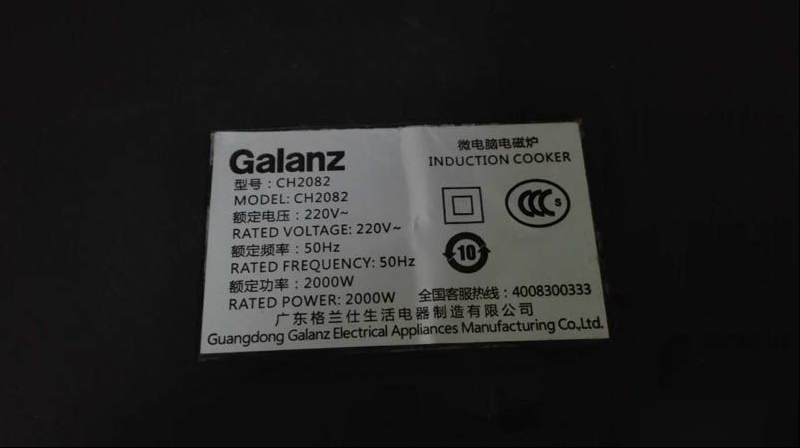 Galanz
型号：CH2082
MODEL: CH2082
额定电压：220V~
RATED VOLTAGE: 220V~
额定频率：50Hz
RATED FREQUENCY: 50Hz
额定功率：2000W
RATED POWER: 2000W
微电脑电磁炉
INDUCTION COOKER
CCC S
10
全国客服热线：4008300333
广东格兰仕生活电器制造有限公司
Guangdong Galanz Electrical Appliances Manufacturing Co.,Ltd.